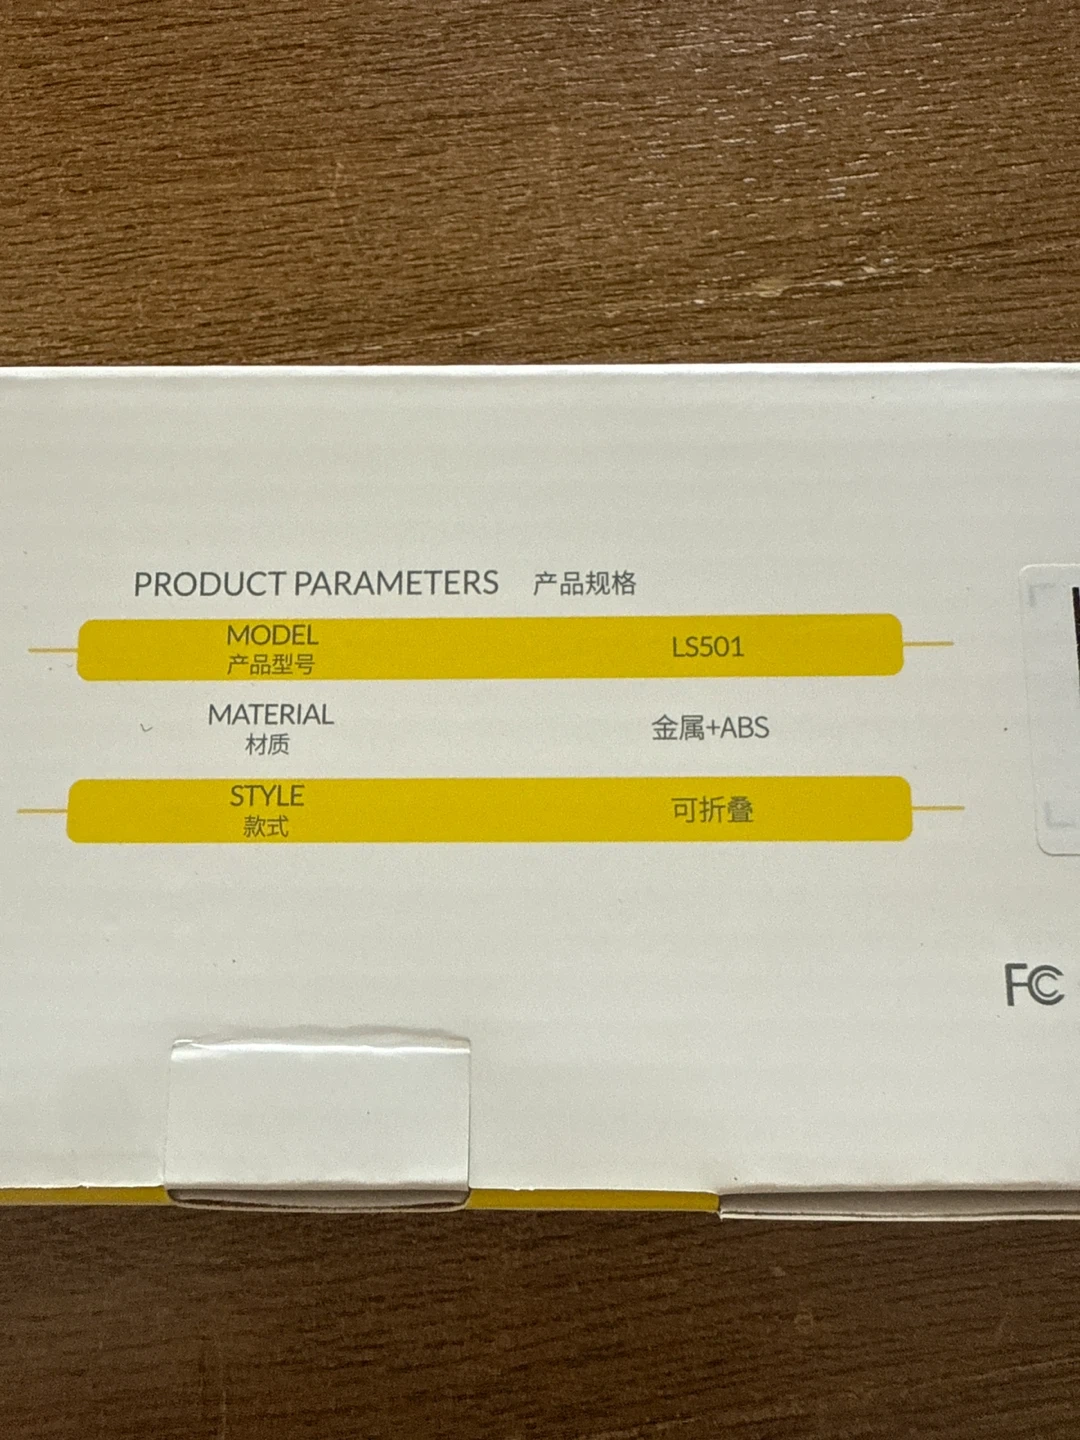 PRODUCT PARAMETERS 产品规格
MODEL
产品型号
LS501
MATERIAL
材质
金属+ABS
STYLE
款式
可折叠
FC